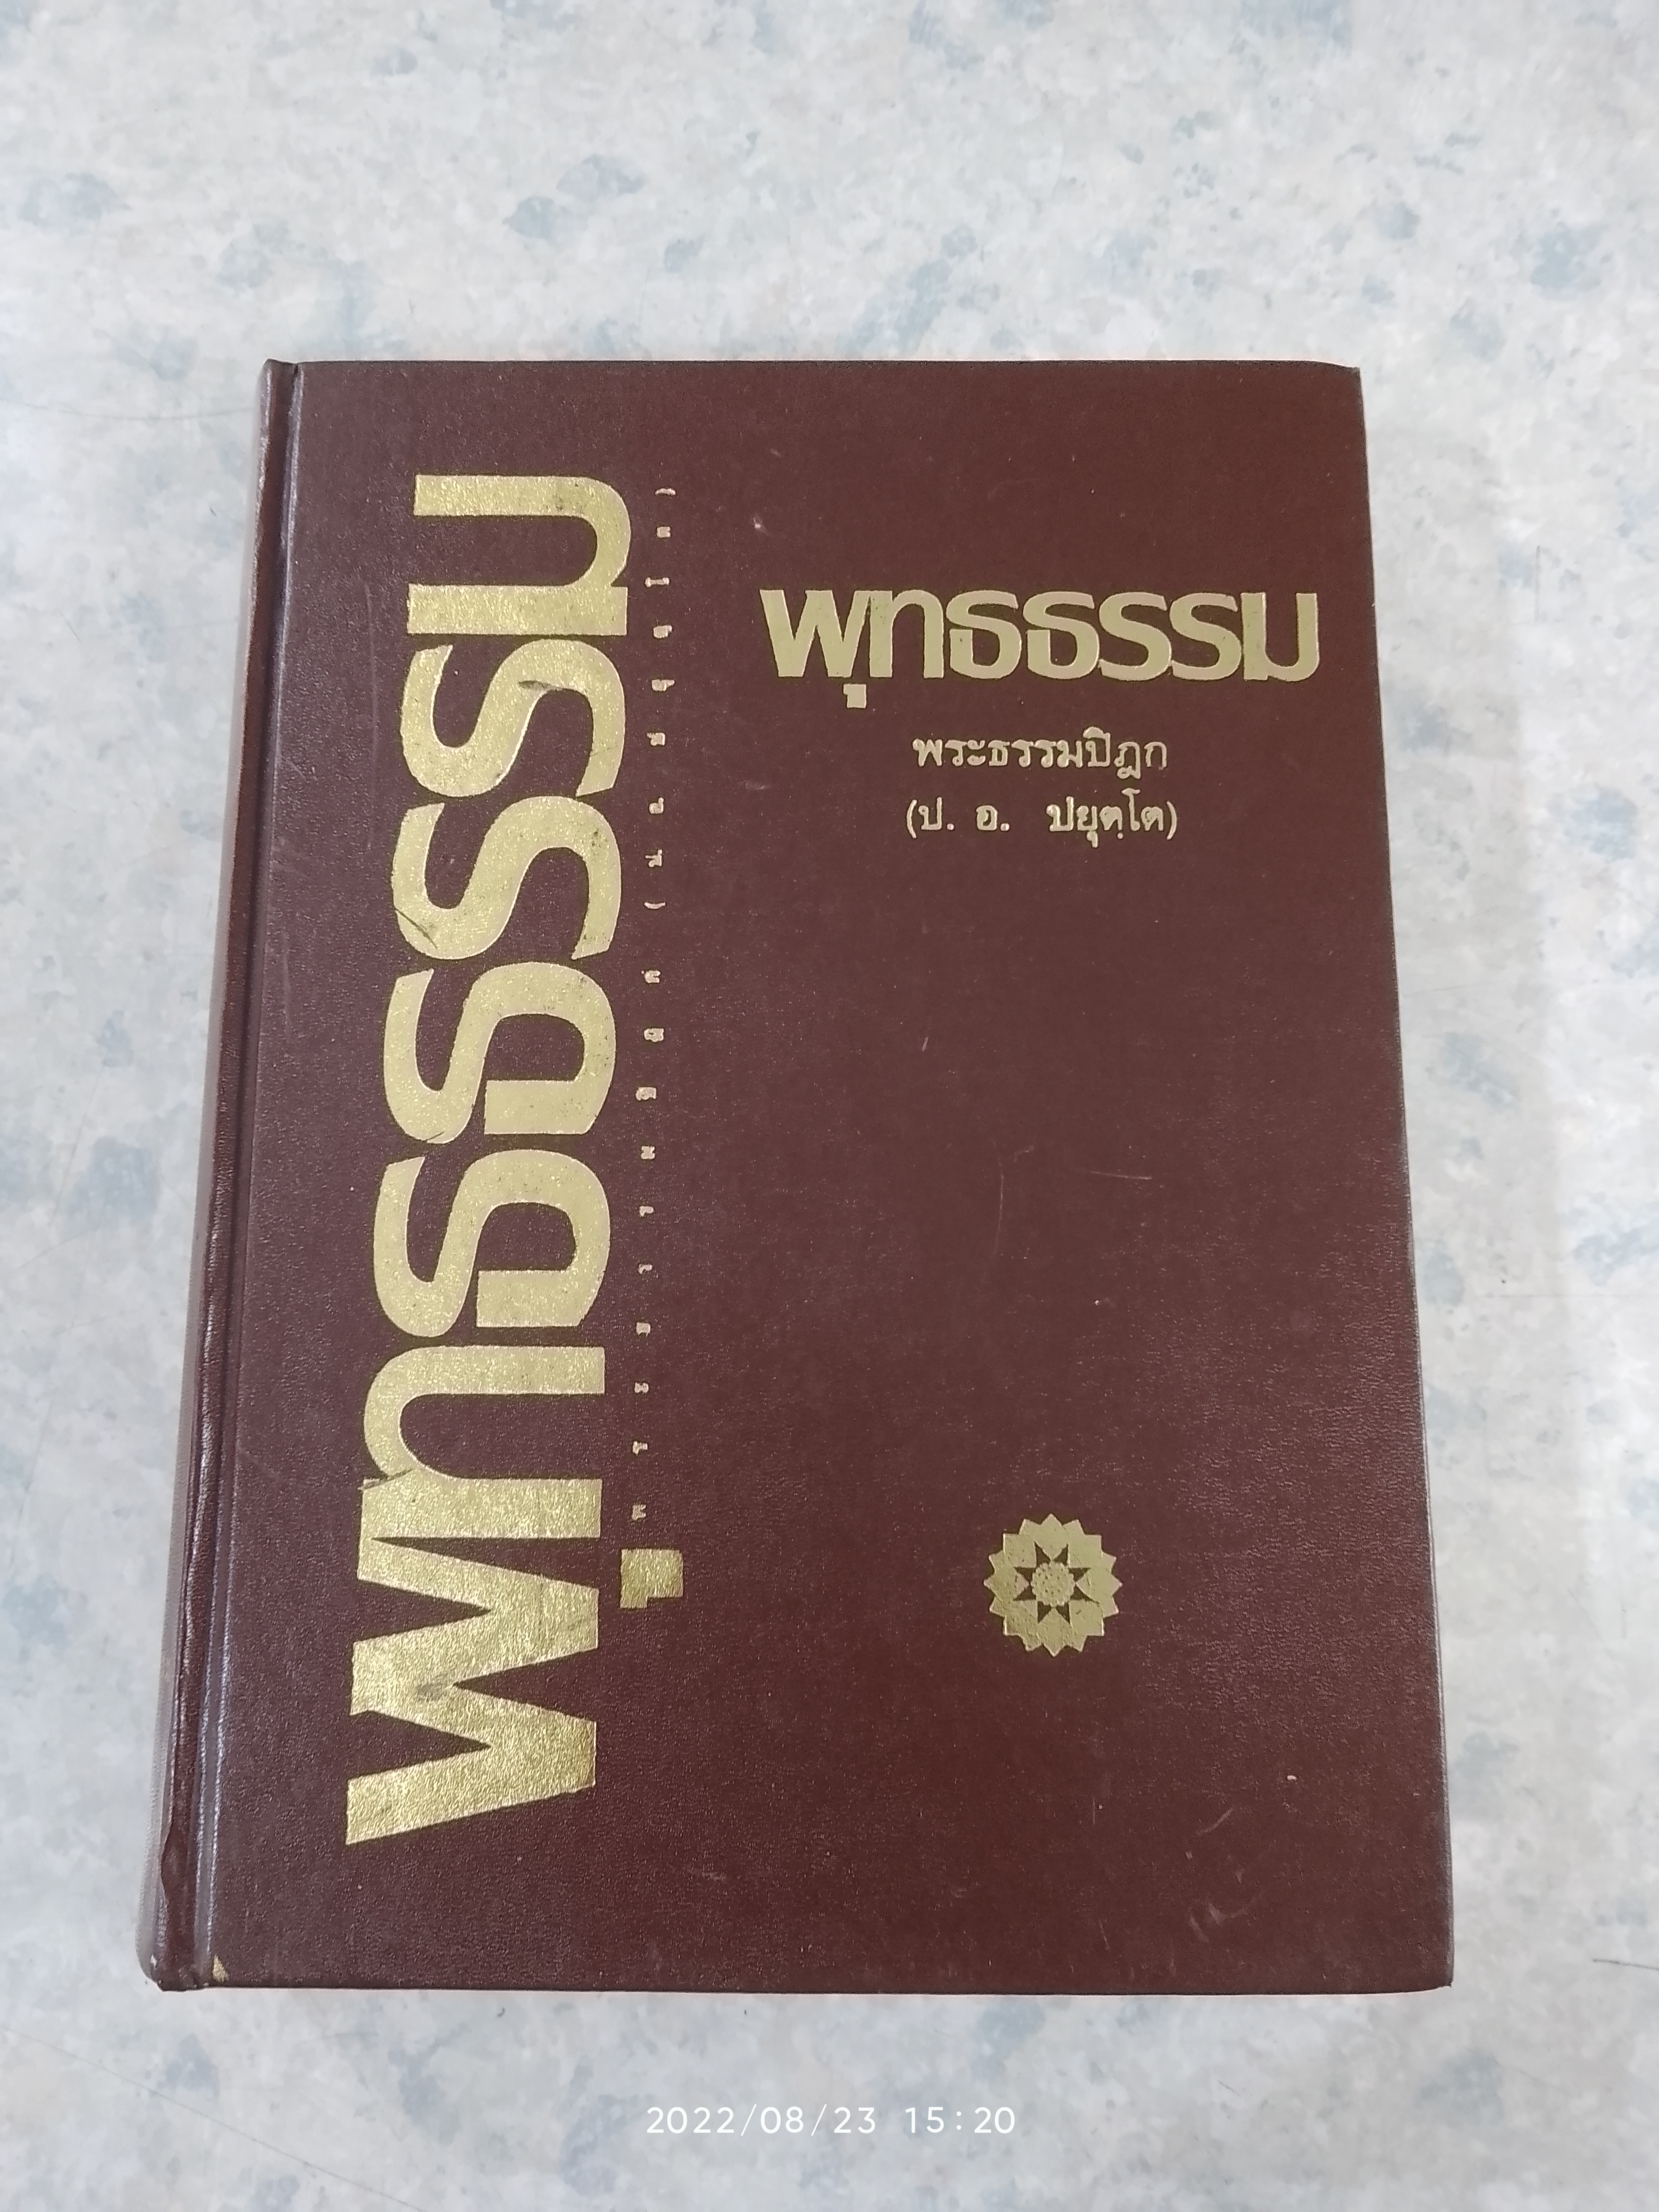 พุทธธรรม
พุทธธรรม
พระธรรมปิฎก
(ป. อ. ปยุตฺโต)
2022/08/23 15:20